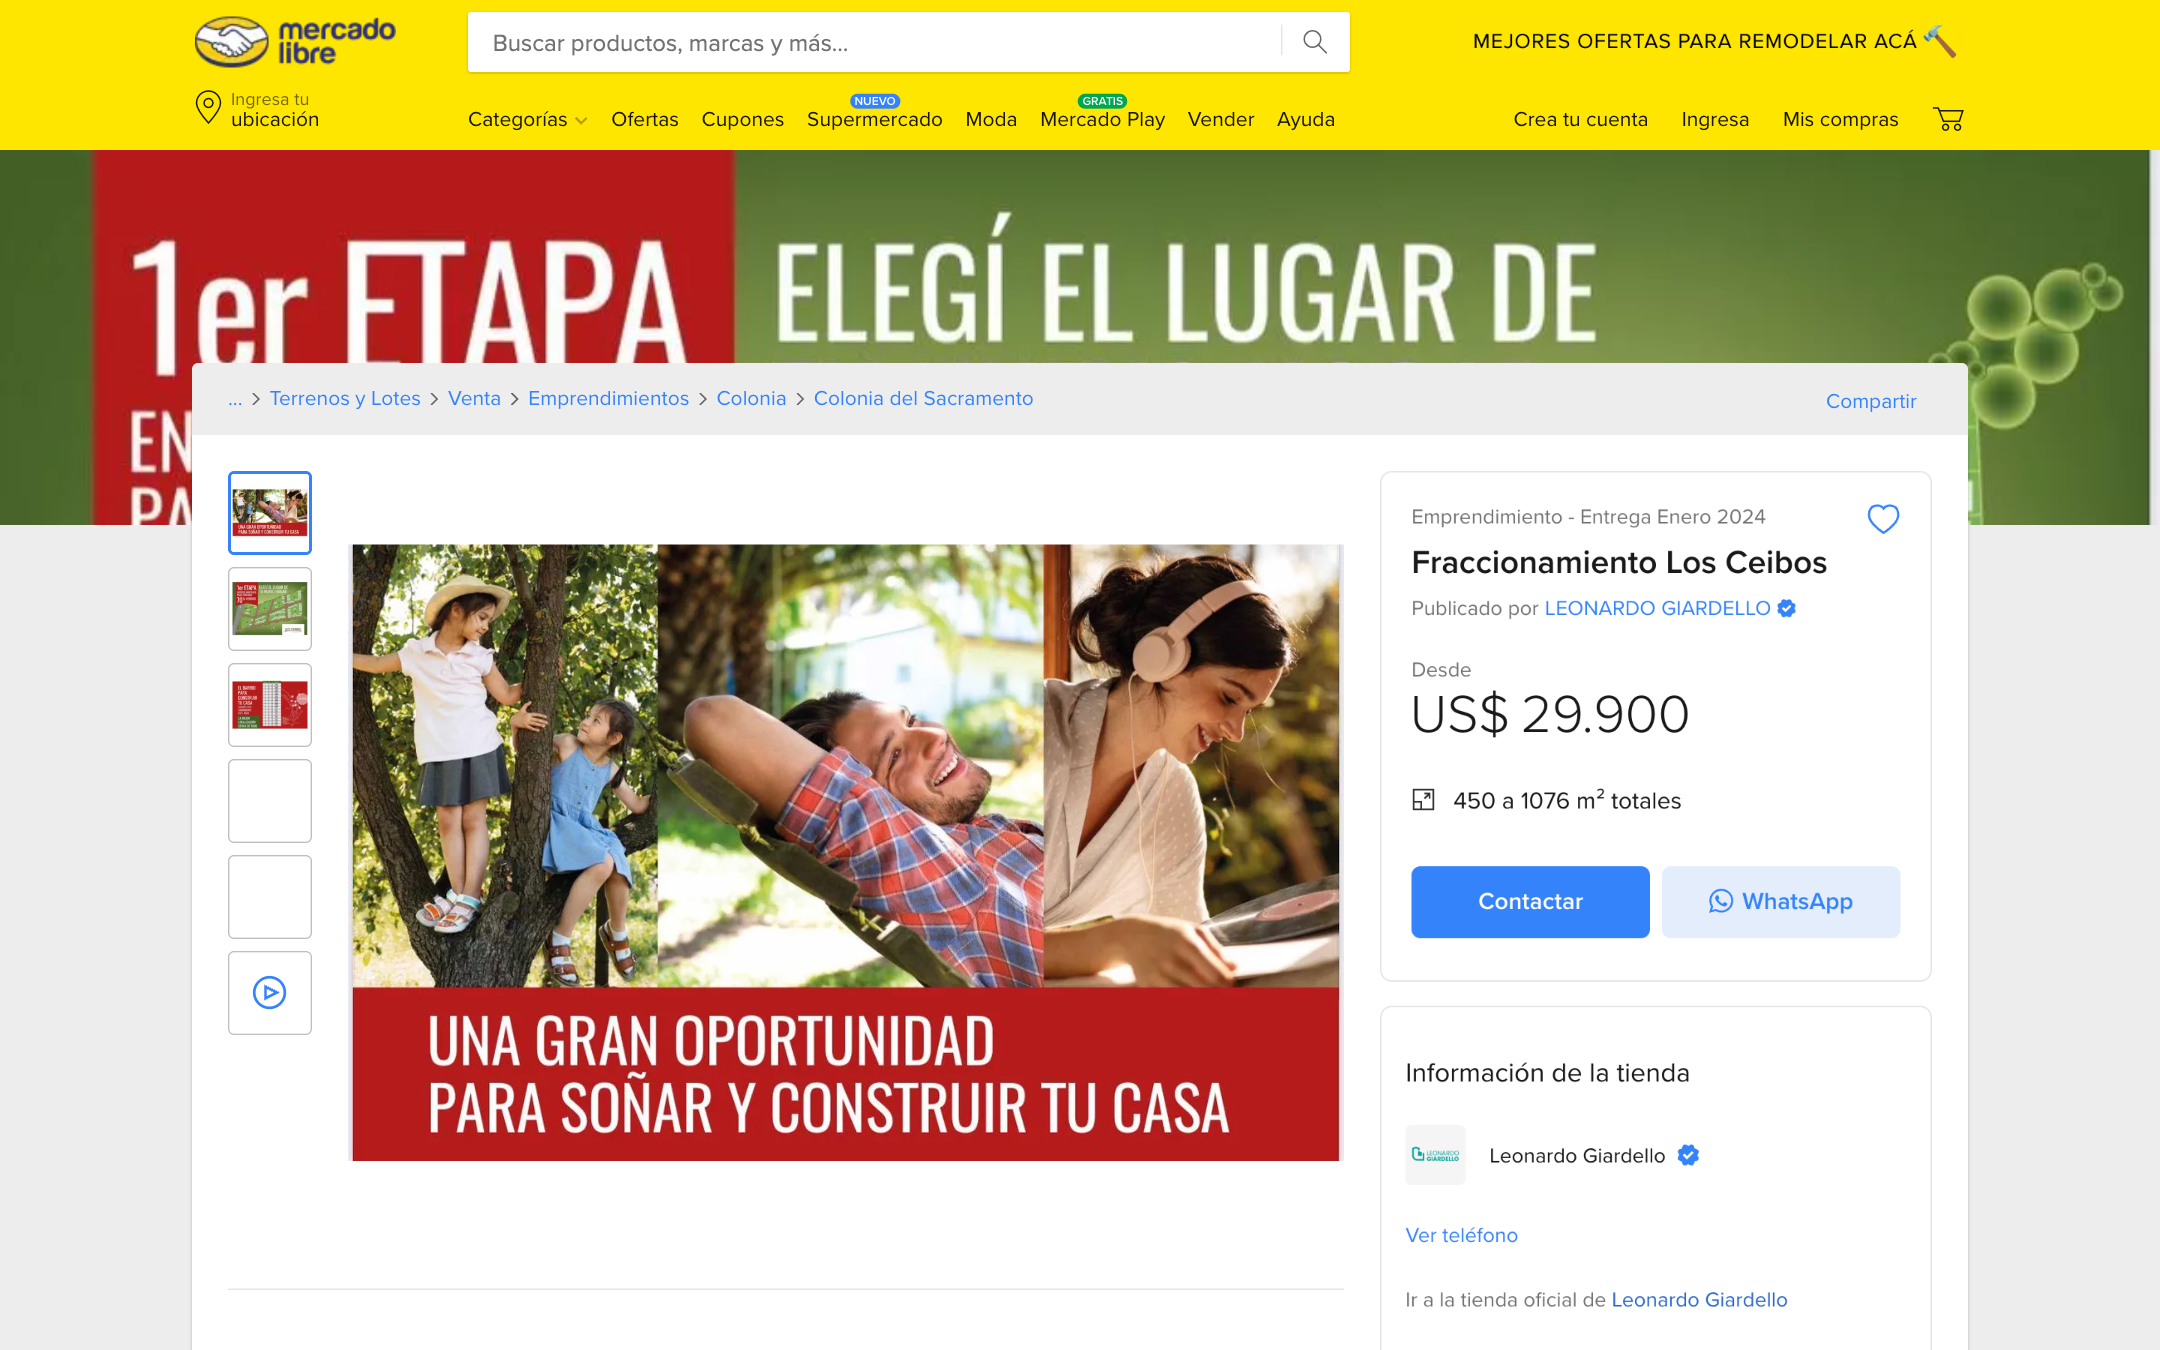 mercado
libre
Buscar productos, marcas y más...
MEJORES OFERTAS PARA REMODELAR ACÁ
Ingresa tu
ubicación
Categorías
Ofertas
Cupones
NUEVO
Supermercado
Moda
GRATIS
Mercado Play
Vender
Ayuda
Crea tu cuenta
Ingresa
Mis compras
1er ETAPA
ELEGÍ EL LUGAR DE
EN
PA
... > Terrenos y Lotes > Venta > Emprendimientos > Colonia > Colonia del Sacramento
Compartir
UNA GRAN OPORTUNIDAD
PARA SOÑAR Y CONSTRUIR TU CASA
Emprendimiento - Entrega Enero 2024
Fraccionamiento Los Ceibos
Publicado por LEONARDO GIARDELLO
Desde
US$ 29.900
450 a 1076 m² totales
Contactar
WhatsApp
Información de la tienda
LEONARDO
GIARDELLO
Leonardo Giardello
Ver teléfono
Ir a la tienda oficial de Leonardo Giardello